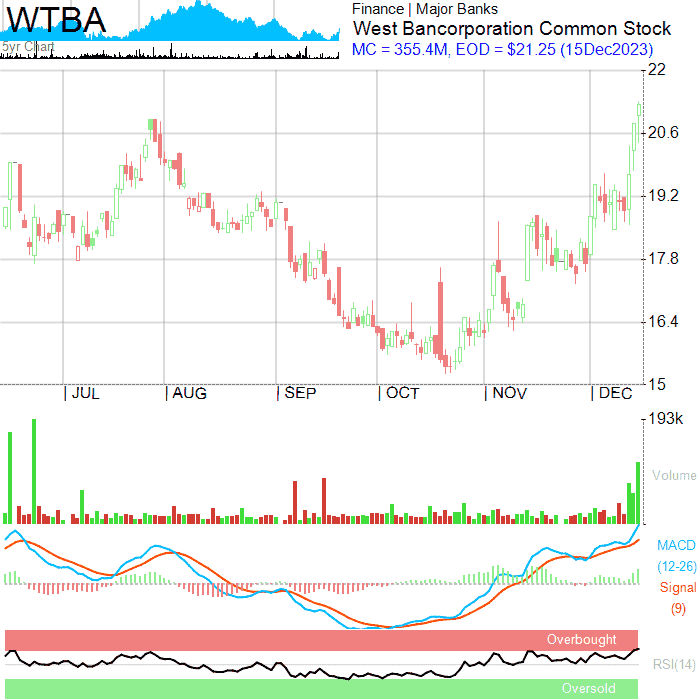 WTBA
5yr Chart
Finance | Major Banks
West Bancorporation Common Stock
MC = 355.4M, EOD = $21.25 (15Dec2023)
22
20.6
19.2
17.8
16.4
15
| JUL | AUG | SEP | OCT | NOV | DEC
193k
Volume
MACD
(12-26)
Signal
(9)
Overbought
RSI(14)
Oversold